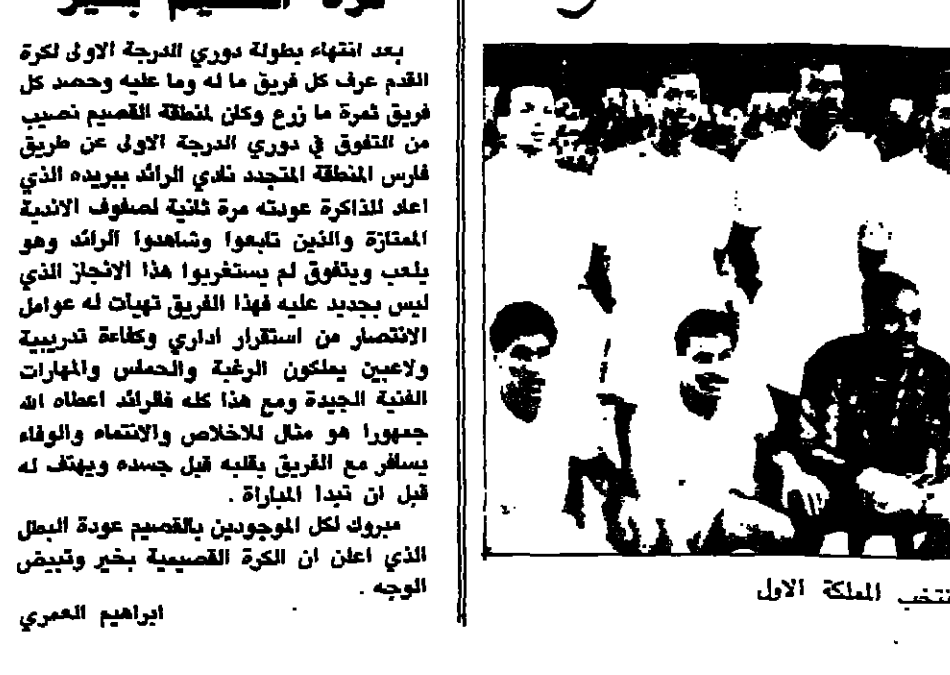 بعد انتهاء بطولة دوري الدرجة الاولى لكرة
القدم عرف كل فريق ما له وما عليه وحصد كل
فريق ثمرة ما زرع وكان لمنطقة القصيم نصيب
من التفوق في دوري الدرجة الاولى عن طريق
فارس المنطقة المتجدد نادي الرائد ببريده الذي
اعاد للذاكرة عودته مرة ثانية لصفوف الاندية
الممتازة والذين تابعوا وشاهدوا الرائد وهو
يلعب ويتفوق لم يستغربوا هذا الانجاز الذي
ليس بجديد عليه فهذا الفريق تهيأت له عوامل
الانتصار من استقرار اداري وكفاءة تدريبية
ولاعبين يملكون الرغبة والحماس والمهارات
الفنية الجيدة ومع هذا كله فالرائد اعطاه الله
جمهورا هو مثال للاخلاص والانتماء والوفاء
يسافر مع الفريق بقلبه قبل جسده ويهتف له
قبل ان تبدا المباراة .
مبروك لكل الموجودين بالقصيم عودة البطل
الذي اعلن ان الكرة القصيمية بخير وتبيض
الوجه .
ابراهيم العمري
نتخب المملكة الاول